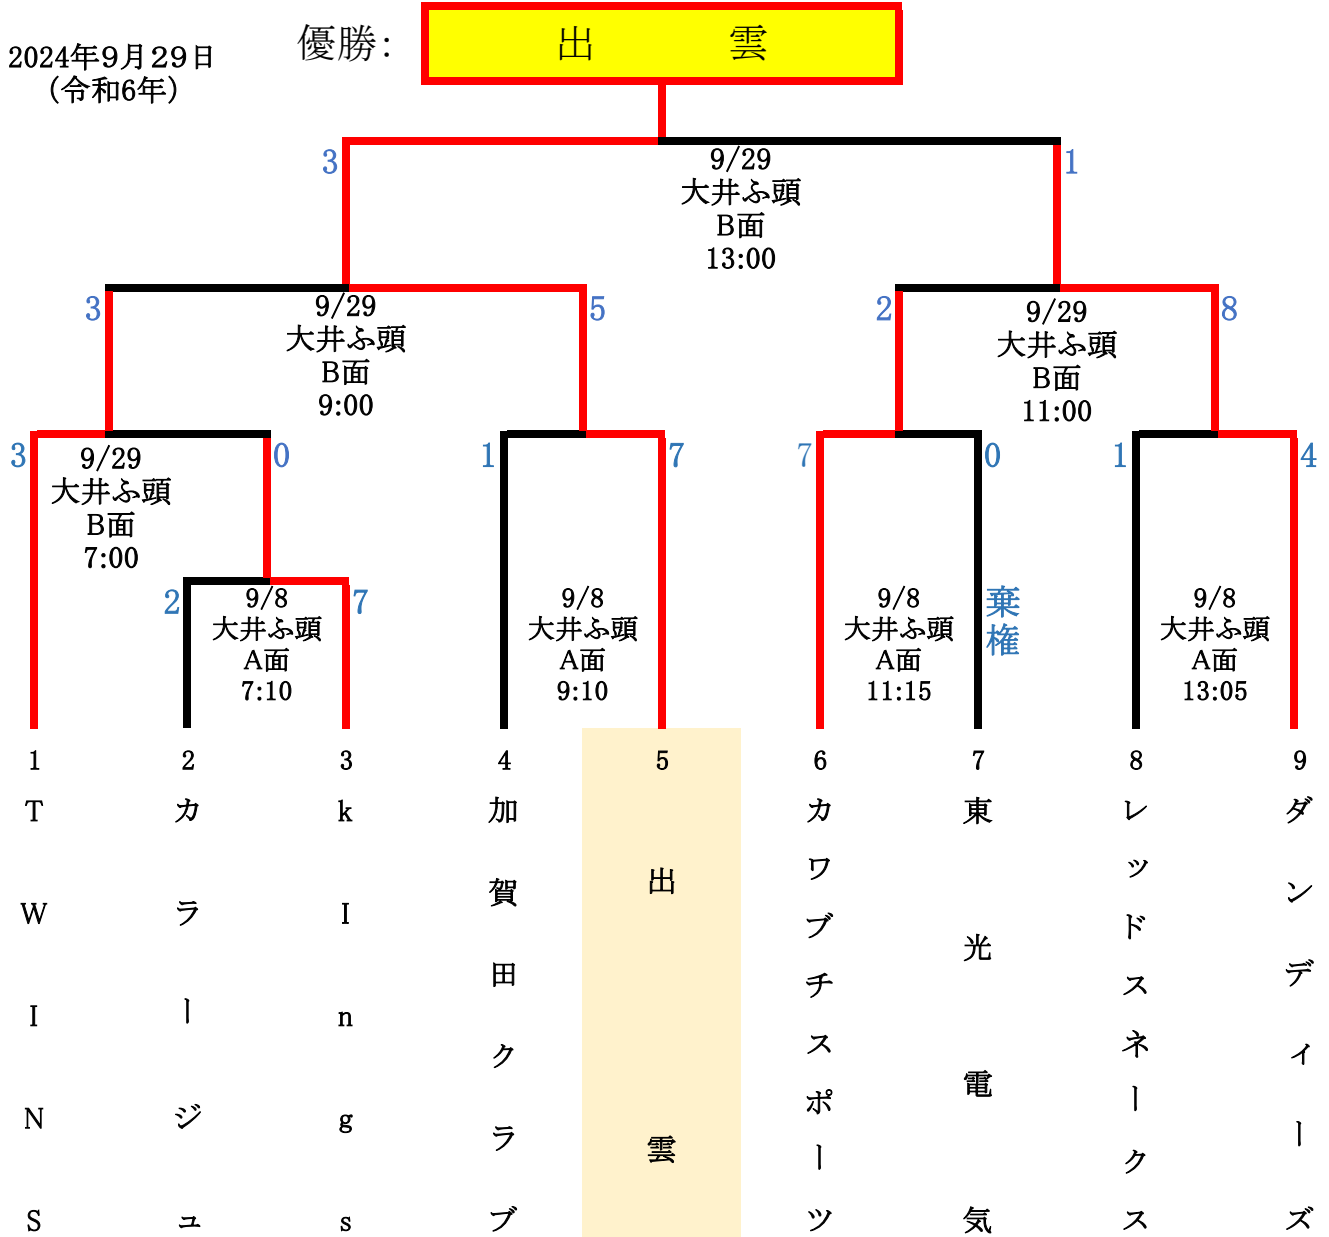 優勝：
出　雲
2024年９月２９日
（令和6年）
3
1
9/29
大井ふ頭
B面
13:00
3
5
9/29
大井ふ頭
B面
9:00
2
8
9/29
大井ふ頭
B面
11:00
3
0
9/29
大井ふ頭
B面
7:00
1
7
7
0
1
4
2
7
9/8
大井ふ頭
A面
7:10
9/8
大井ふ頭
A面
9:10
9/8
大井ふ頭
A面
11:15
棄権
9/8
大井ふ頭
A面
13:05
1
2
3
4
5
6
7
8
9
TWINS
カラージュ
kIngs
加賀田クラブ
出雲
カワブチスポーツ
東光電気
レッドスネークス
ダンディーズ